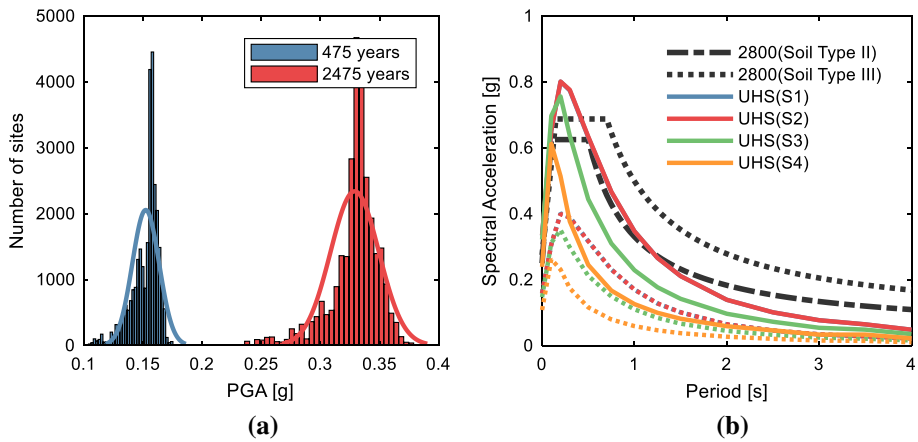 5000
4000
3000
2000
1000
0
Number of sites
475 years
2475 years
0.1
0.15
0.2
0.25
0.3
0.35
0.4
PGA [g]
(a)
1
0.8
0.6
0.4
0.2
0
Spectral Acceleration [g]
2800(Soil Type II)
2800(Soil Type III)
UHS(S1)
UHS(S2)
UHS(S3)
UHS(S4)
0
1
2
3
4
Period [s]
(b)